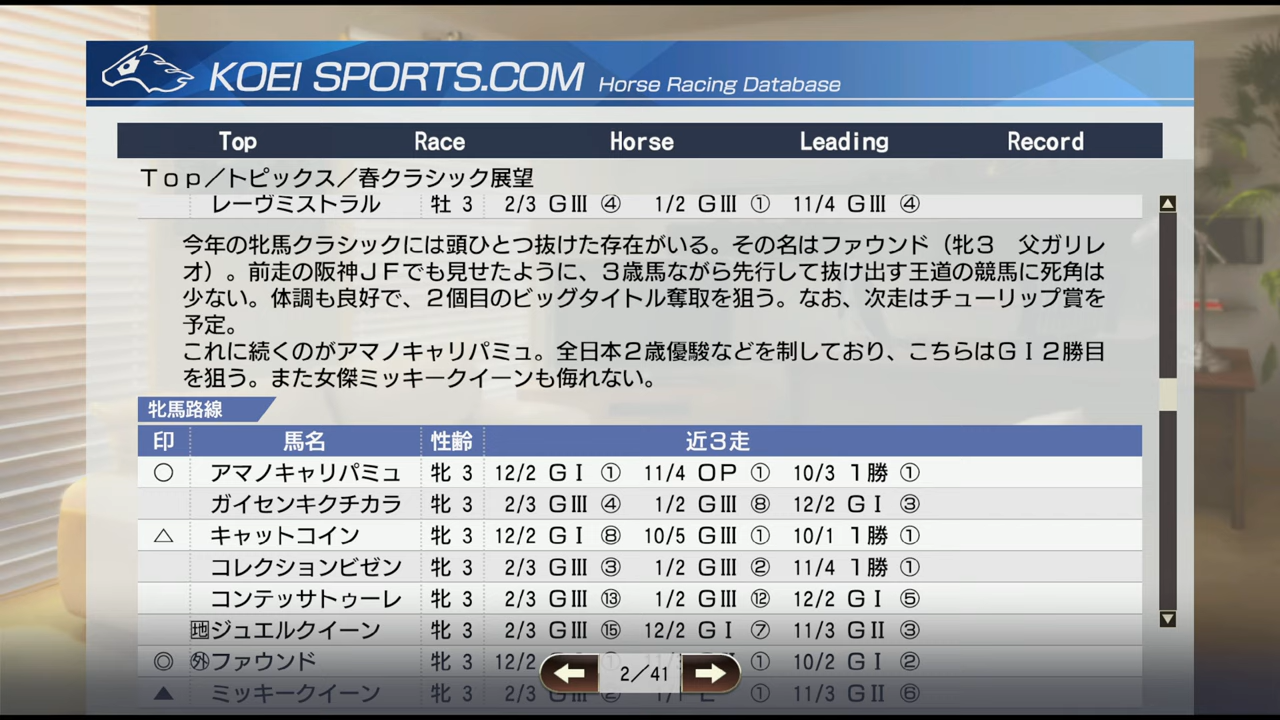 KOEI SPORTS.COM Horse Racing Database
Top Race Horse Leading Record
Ｔｏｐ／トピックス／春クラシック展望
レーヴミストラル 牡 3 2/3 GⅢ ④ 1/2 GⅢ ① 11/4 GⅢ ④
今年の牝馬クラシックには頭ひとつ抜けた存在がいる。その名はファウンド（牝３　父ガリレ
オ）。前走の阪神ＪＦでも見せたように、３歳馬ながら先行して抜け出す王道の競馬に死角は
少ない。体調も良好で、２個目のビッグタイトル奪取を狙う。なお、次走はチューリップ賞を
予定。
これに続くのがアマノキャリパミュ。全日本２歳優駿などを制しており、こちらはＧＩ２勝目
を狙う。また女傑ミッキークイーンも侮れない。
牝馬路線
印 馬名 性齢 近３走
○ アマノキャリパミュ 牝 3 12/2 GⅠ ① 11/4 OP ① 10/3 1勝 ①
ガイセンキクチカラ 牝 3 2/3 GⅢ ④ 1/2 GⅢ ⑧ 12/2 GⅠ ③
△ キャットコイン 牝 3 12/2 GⅠ ⑧ 10/5 GⅢ ① 10/1 1勝 ①
コレクションビゼン 牝 3 2/3 GⅢ ③ 1/2 GⅢ ② 11/4 1勝 ①
コンテッサトゥーレ 牝 3 2/3 GⅢ ⑬ 1/2 GⅢ ⑫ 12/2 GⅠ ⑤
地ジュエルクイーン 牝 3 2/3 GⅢ ⑮ 12/2 GⅠ ⑦ 11/3 GⅡ ③
◎ 外ファウンド 牝 3 12/2 ① ① 10/2 GⅠ ②
▲ ミッキークイーン 牝 3 2/3 GⅢ ② ① 11/3 GⅡ ⑥
2／41